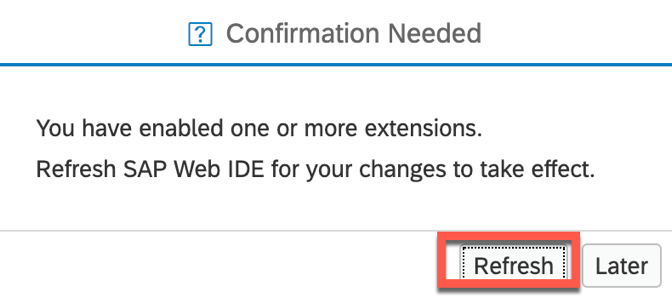 Confirmation Needed
You have enabled one or more extensions.
Refresh SAP Web IDE for your changes to take effect.
Refresh Later